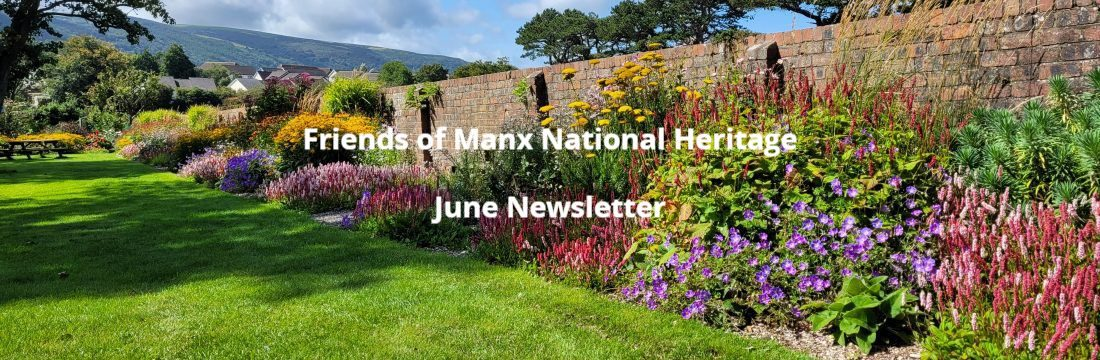 Friends of Manx National Heritage
June Newsletter